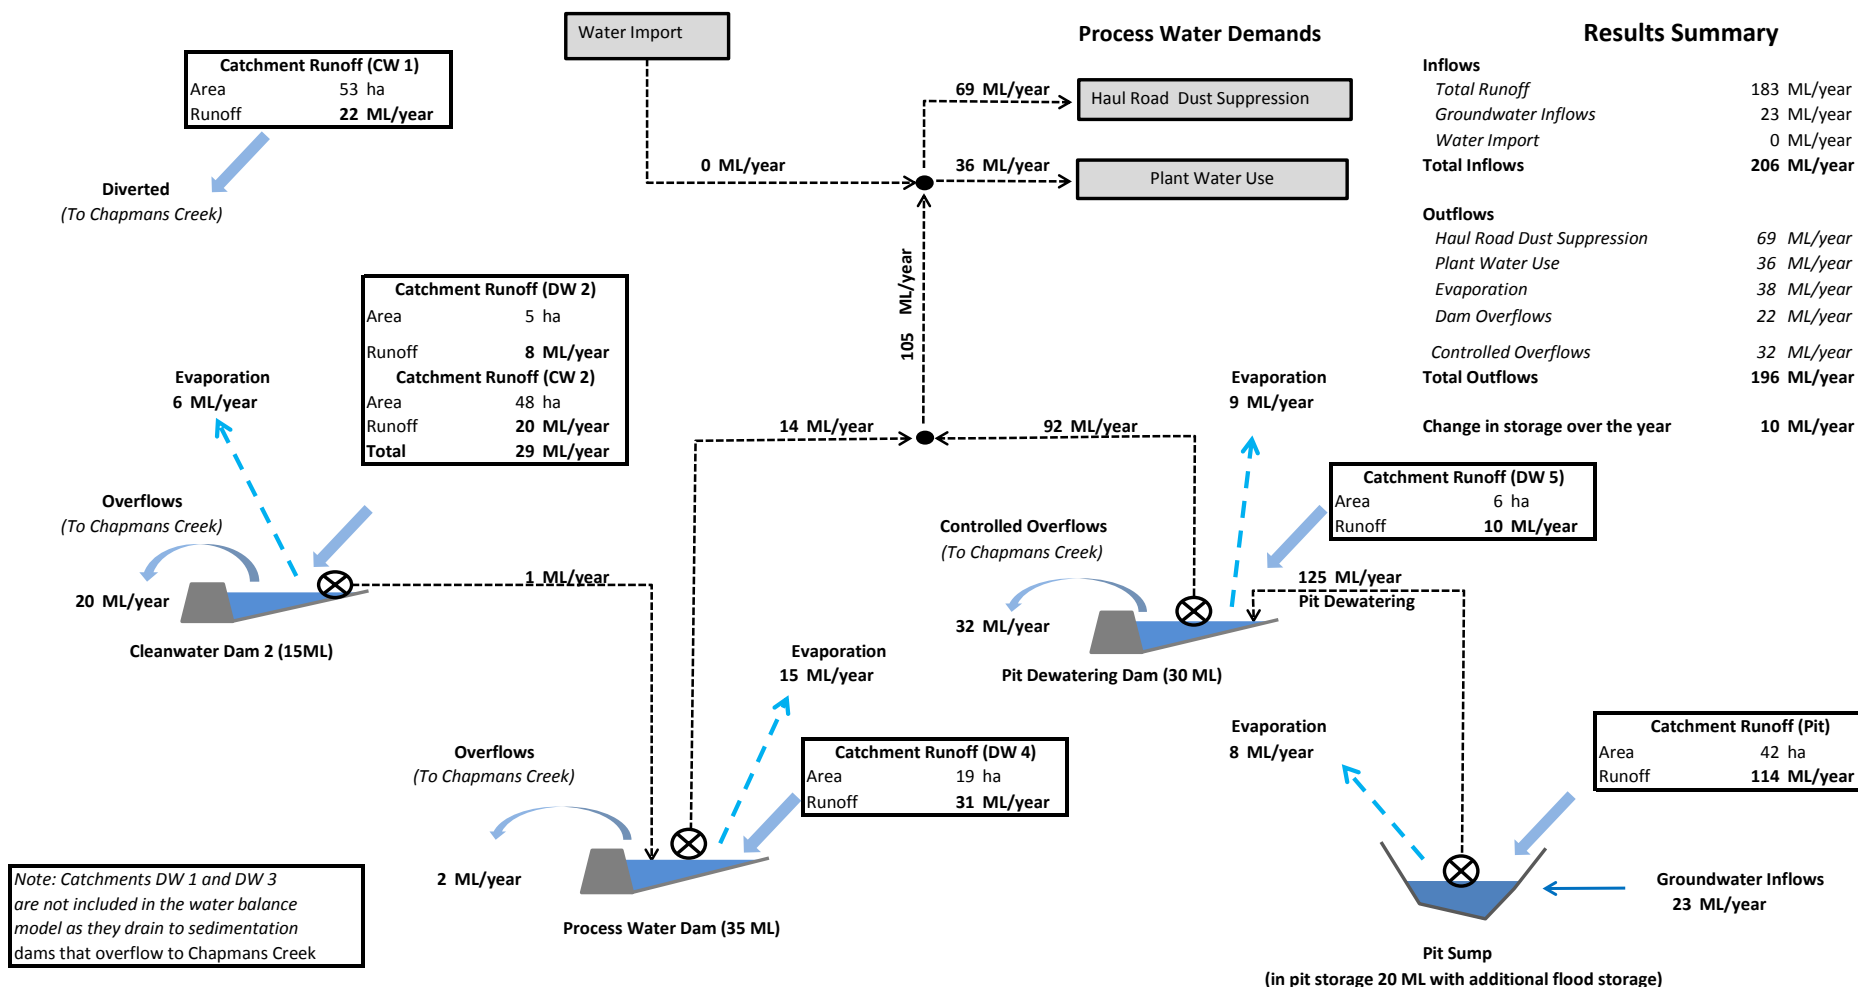 Water Import
Process Water Demands
Results Summary
Catchment Runoff (CW 1)
Area 53 ha
Runoff 22 ML/year
Diverted
(To Chapmans Creek)
69 ML/year
Haul Road Dust Suppression
0 ML/year
36 ML/year
Plant Water Use
105 ML/year
Inflows
Total Runoff 183 ML/year
Groundwater Inflows 23 ML/year
Water Import 0 ML/year
Total Inflows 206 ML/year
Outflows
Haul Road Dust Suppression 69 ML/year
Plant Water Use 36 ML/year
Evaporation 38 ML/year
Dam Overflows 22 ML/year
Controlled Overflows 32 ML/year
Total Outflows 196 ML/year
Change in storage over the year 10 ML/year
Catchment Runoff (DW 2)
Area 5 ha
Runoff 8 ML/year
Catchment Runoff (CW 2)
Area 48 ha
Runoff 20 ML/year
Total 29 ML/year
Evaporation
6 ML/year
Overflows
(To Chapmans Creek)
20 ML/year
Cleanwater Dam 2 (15ML)
1 ML/year
14 ML/year
92 ML/year
Evaporation
9 ML/year
Catchment Runoff (DW 5)
Area 6 ha
Runoff 10 ML/year
Controlled Overflows
(To Chapmans Creek)
32 ML/year
Pit Dewatering Dam (30 ML)
125 ML/year
Pit Dewatering
Evaporation
15 ML/year
Overflows
(To Chapmans Creek)
2 ML/year
Catchment Runoff (DW 4)
Area 19 ha
Runoff 31 ML/year
Process Water Dam (35 ML)
Evaporation
8 ML/year
Catchment Runoff (Pit)
Area 42 ha
Runoff 114 ML/year
Groundwater Inflows
23 ML/year
Pit Sump
(in pit storage 20 ML with additional flood storage)
Note: Catchments DW 1 and DW 3
are not included in the water balance
model as they drain to sedimentation
dams that overflow to Chapmans Creek